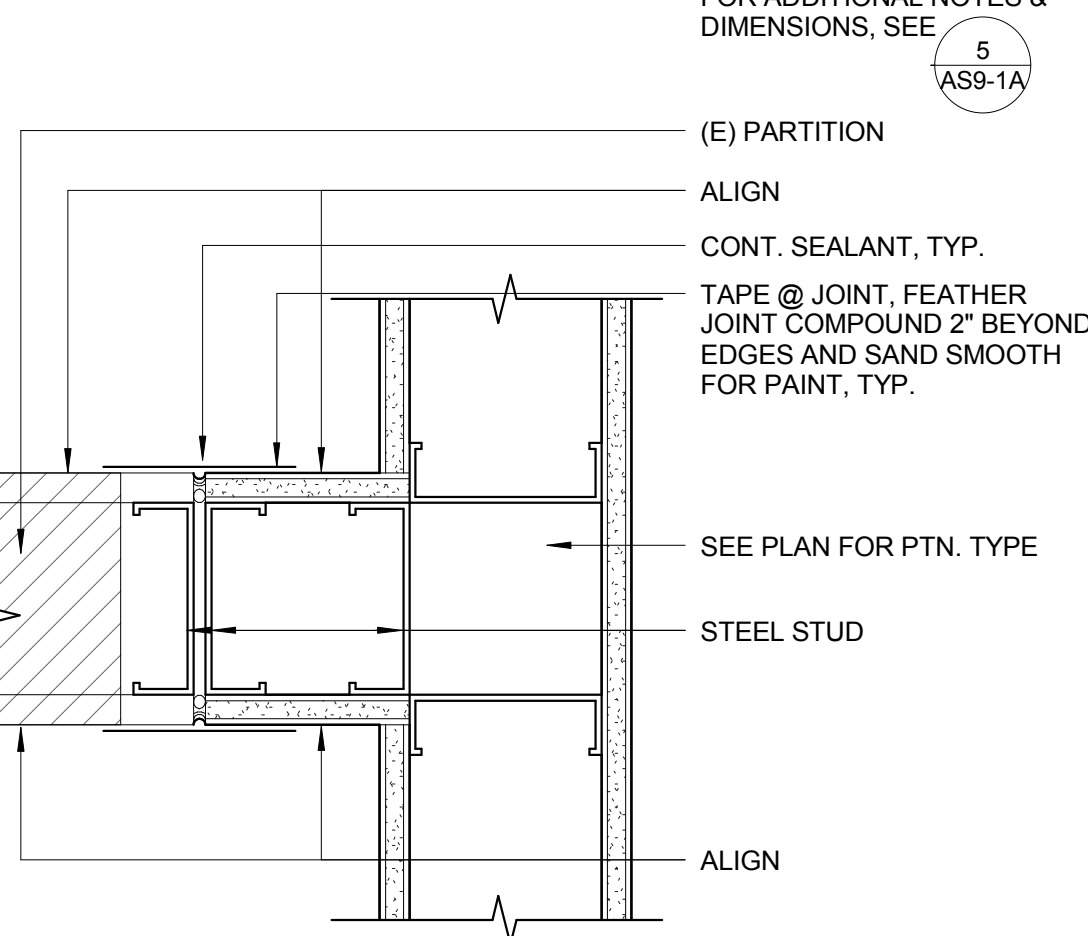 FOR ADDITIONAL NOTES &
DIMENSIONS, SEE
5
AS9-1A
(E) PARTITION
ALIGN
CONT. SEALANT, TYP.
TAPE @ JOINT, FEATHER
JOINT COMPOUND 2" BEYOND
EDGES AND SAND SMOOTH
FOR PAINT, TYP.
SEE PLAN FOR PTN. TYPE
STEEL STUD
ALIGN